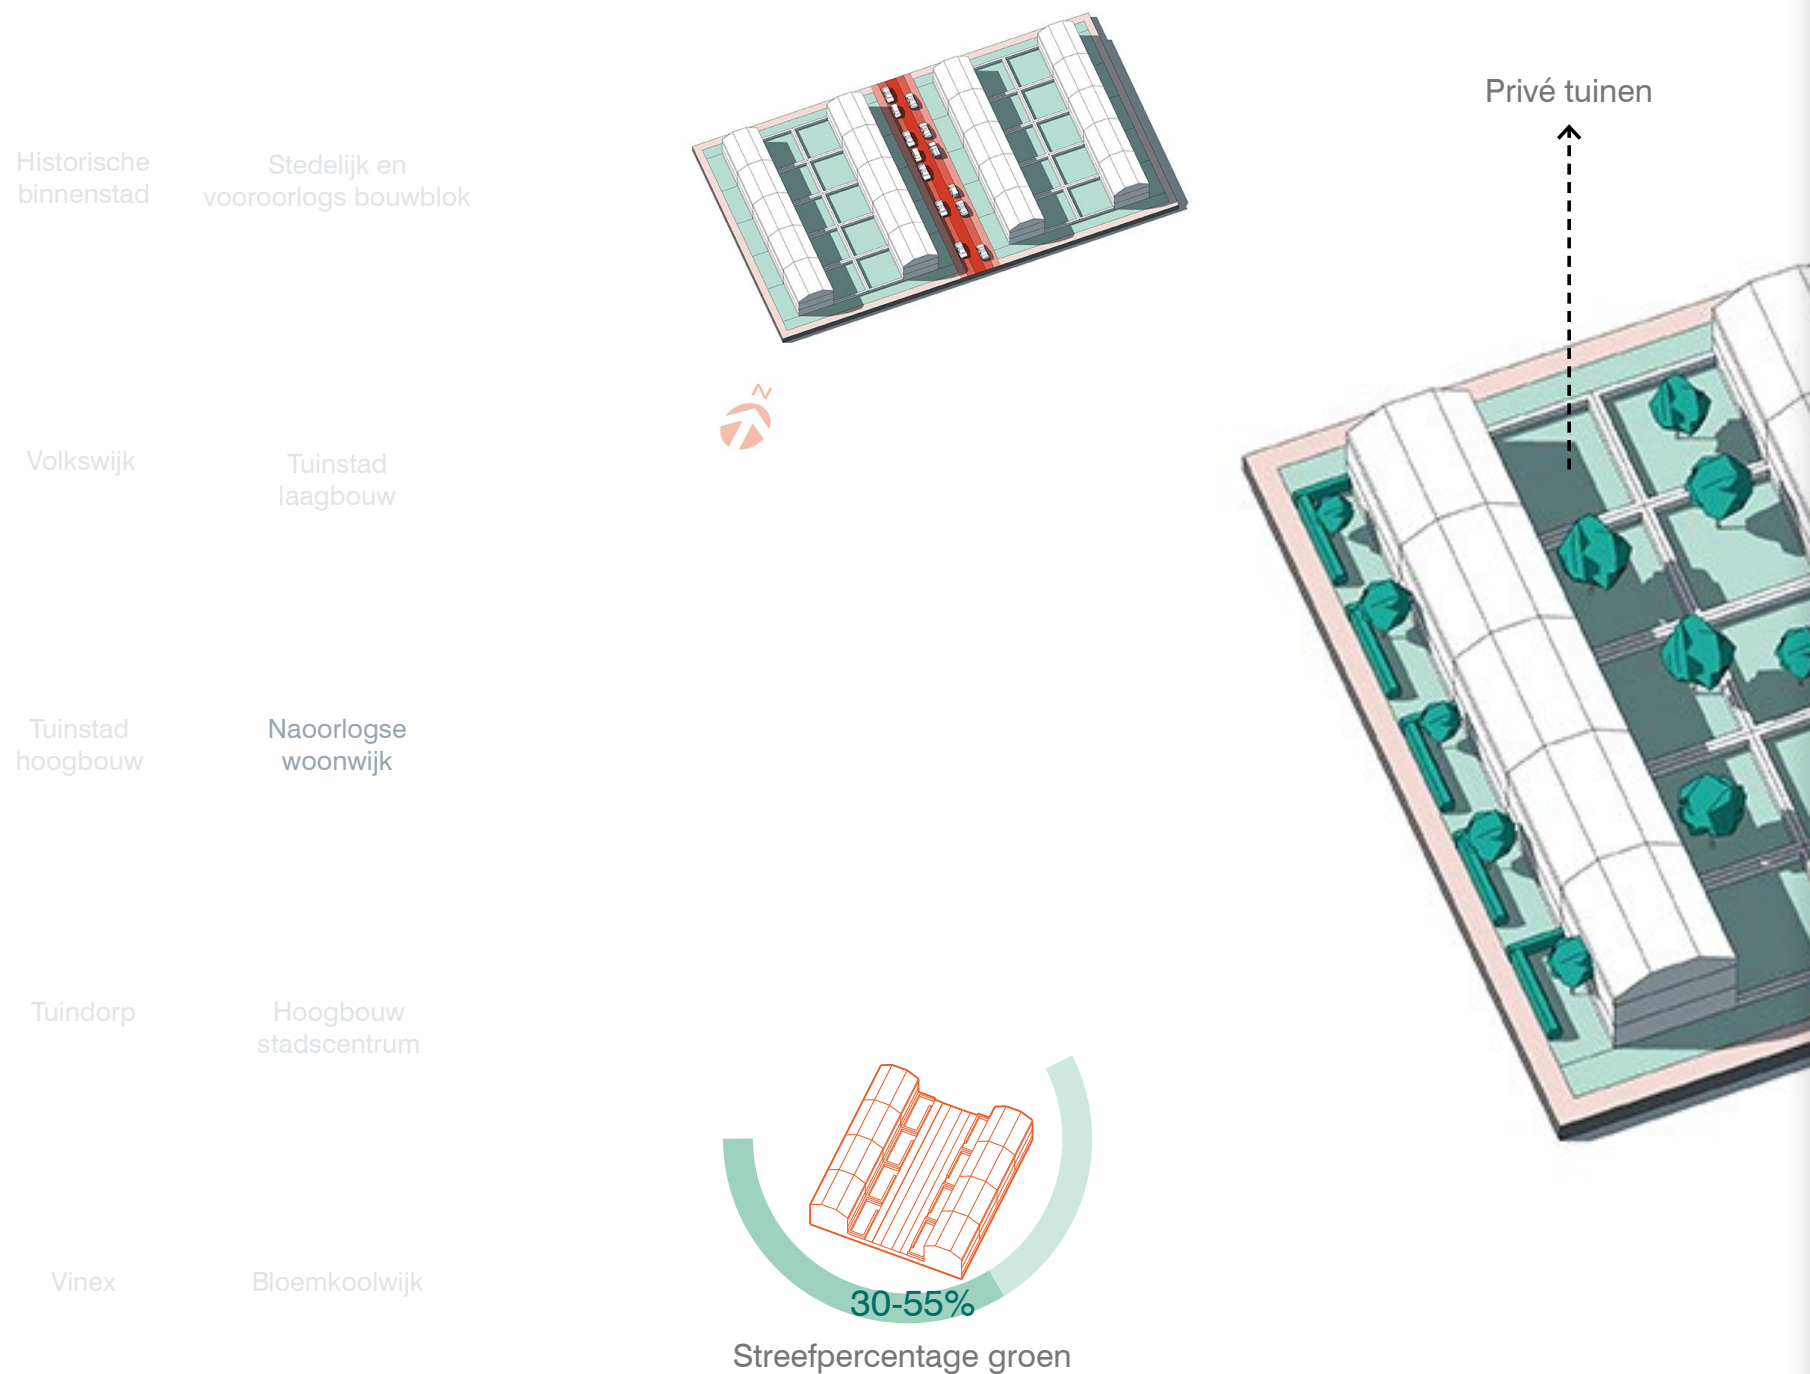 Privé tuinen
Historische
binnenstad
Stedelijk en
vooroorlogs bouwblok
N
Volkswijk
Tuinstad
laagbouw
Tuinstad
hoogbouw
Naoorlogse
woonwijk
Tuindorp
Hoogbouw
stadscentrum
Vinex
Bloemkoolwijk
30-55%
Streefpercentage groen